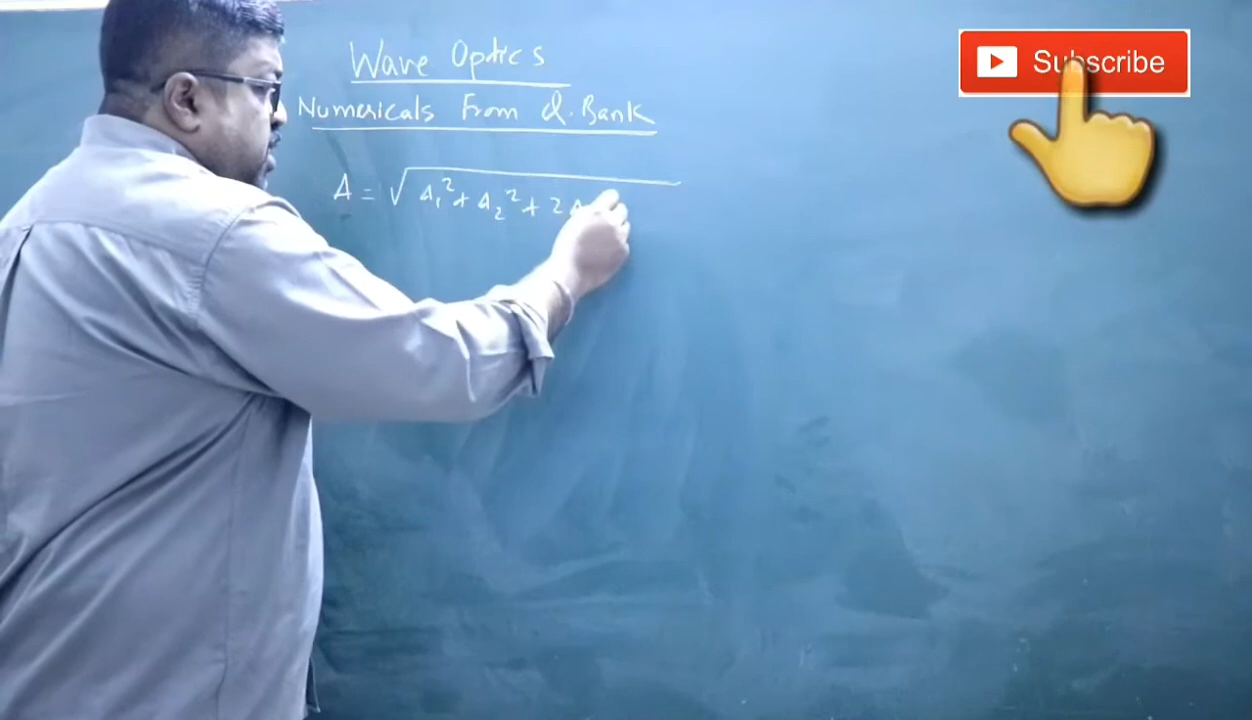 Wave Optics
Numericals From Q. Bank
A = √ A₁² + A₂² + 2A
Subscribe